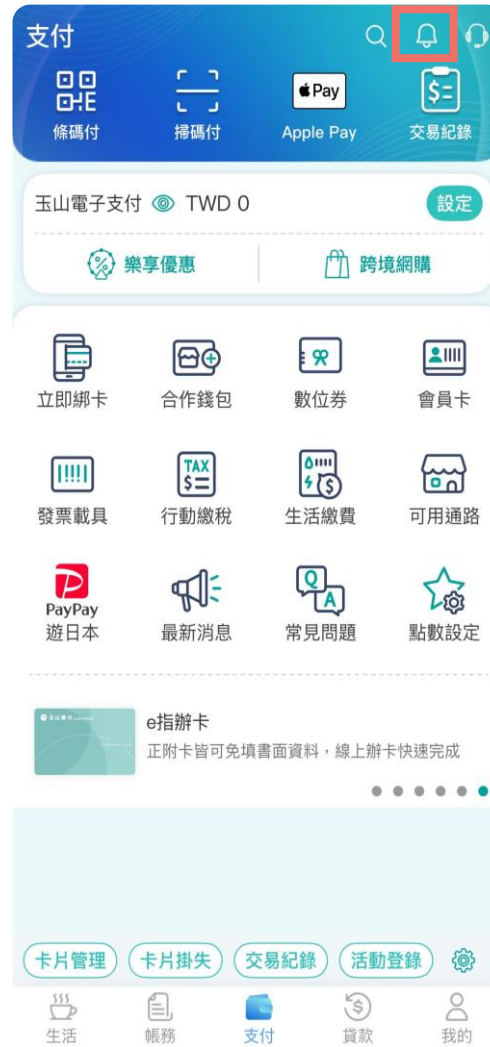 支付
條碼付
掃碼付
Pay
Apple Pay
$
交易紀錄
玉山電子支付 TWD 0
設定
%
樂享優惠
跨境網購
立即綁卡
合作錢包
數位券
會員卡
TAX
$
$
發票載具
行動繳稅
生活繳費
可用通路
PayPay
遊日本
最新消息
Q
A
常見問題
點數設定
玉山銀行
e指辦卡
正附卡皆可免填書面資料，線上辦卡快速完成
卡片管理
卡片掛失
交易紀錄
活動登錄
生活
帳務
支付
$
貸款
我的